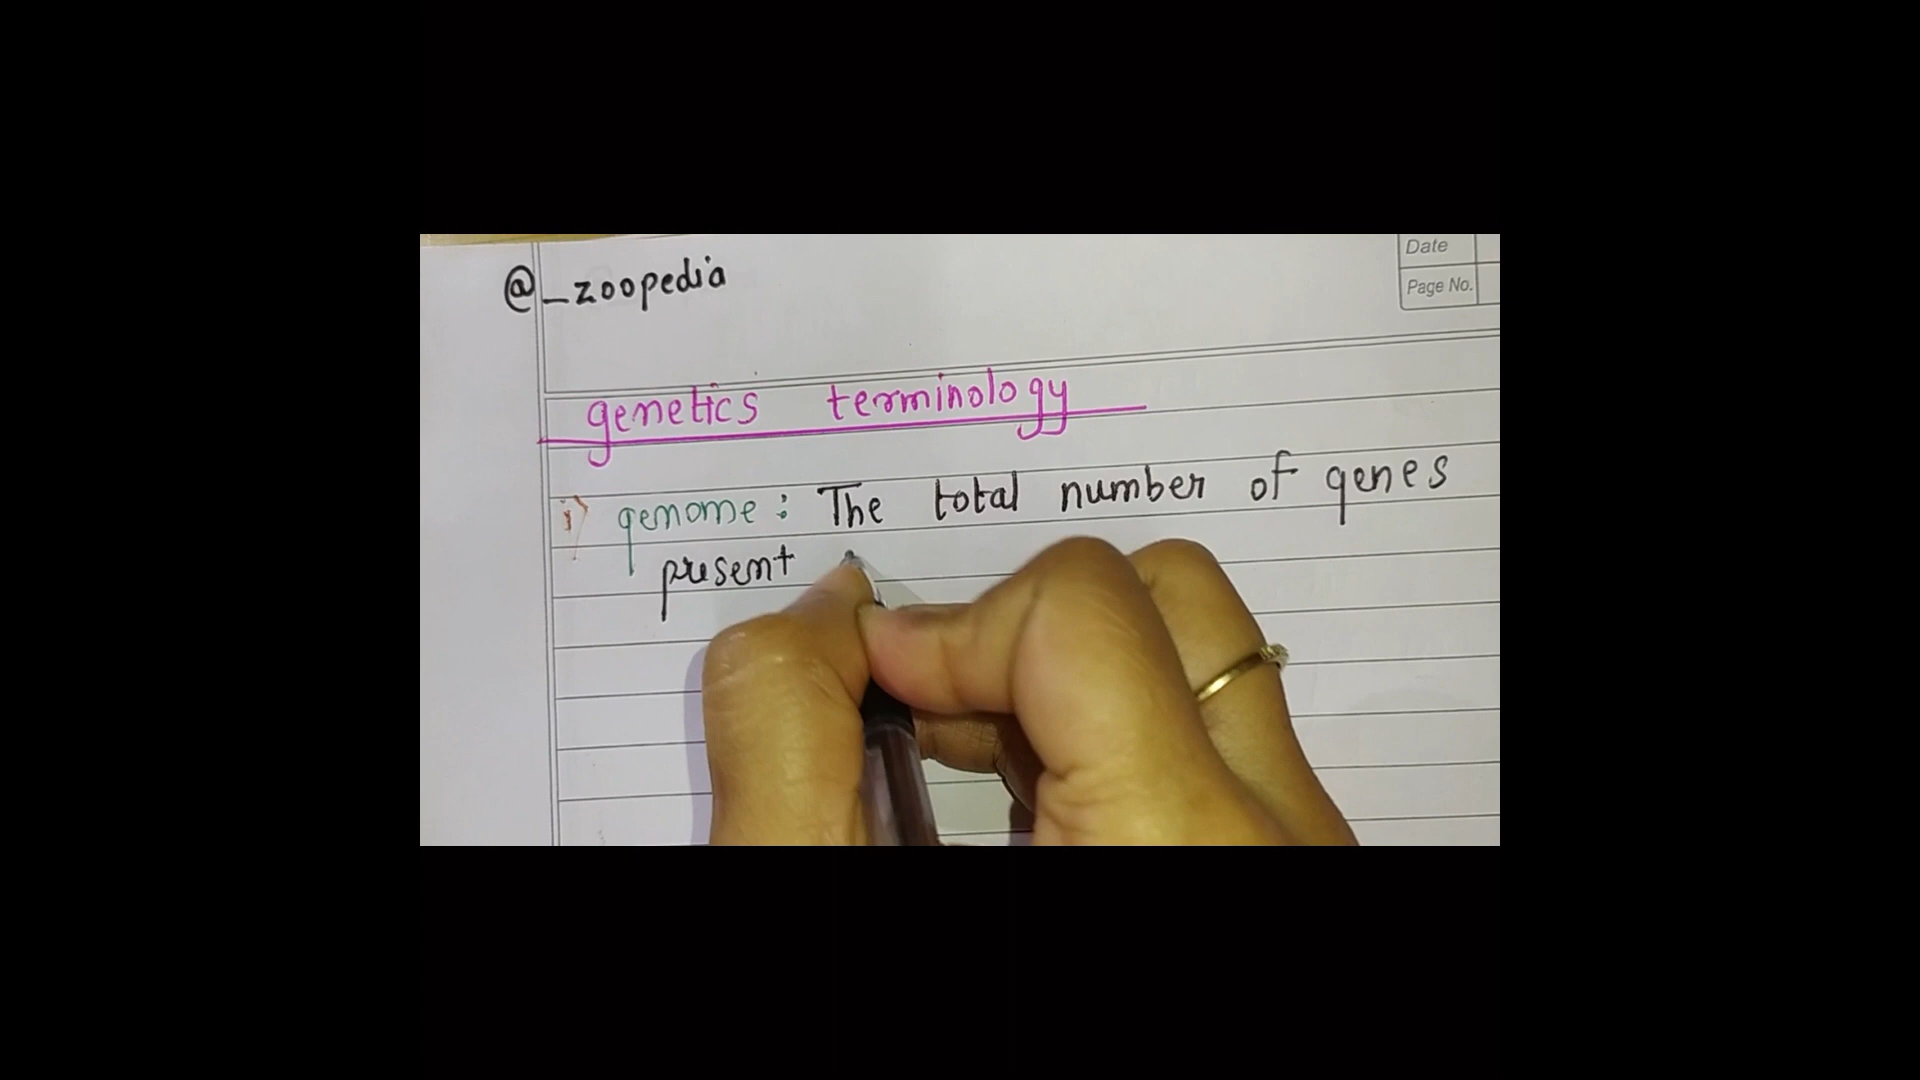 Date
Page No.
@_zoopedia
genetics terminology
i) genome : The total number of genes
present